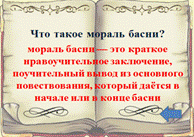 Что такое мораль басни?
мораль басни — это краткое
нравоучительное заключение,
поучительный вывод из основного
повествования, который даётся в
начале или в конце басни